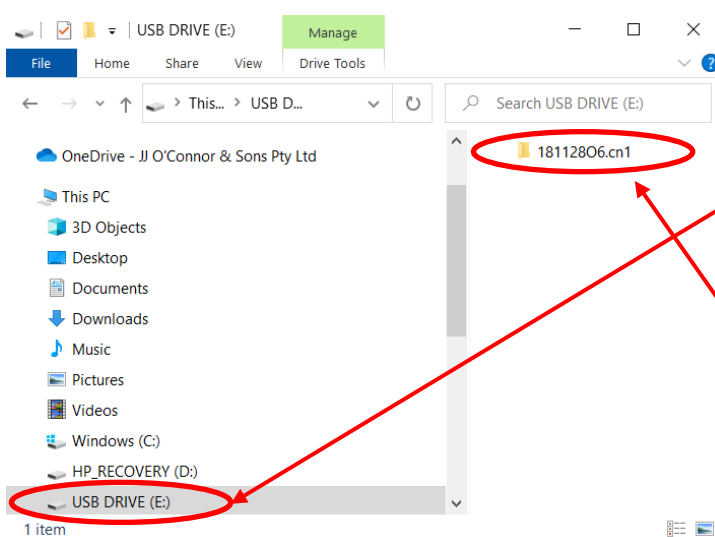 USB DRIVE (E:)
Manage
File
Home
Share
View
Drive Tools
?
This...
USB D...
Search USB DRIVE (E:)
181128O6.cn1
OneDrive - JJ O'Connor & Sons Pty Ltd
This PC
3D Objects
Desktop
Documents
Downloads
Music
Pictures
Videos
Windows (C:)
HP_RECOVERY (D:)
USB DRIVE (E:)
1 item